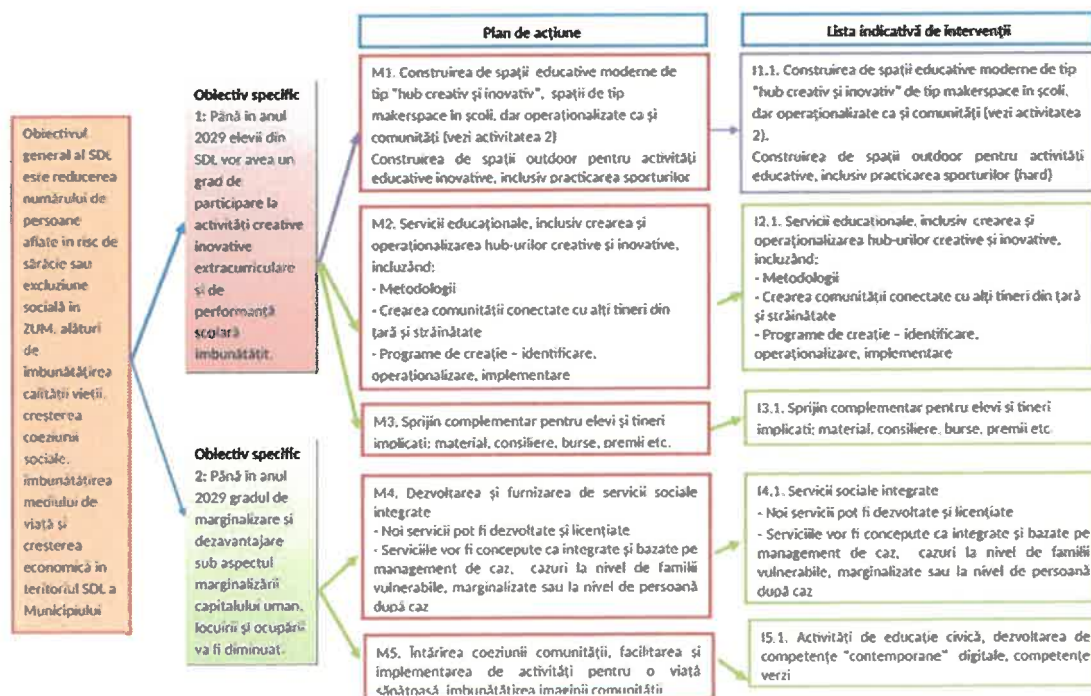 Plan de acțiune
Lista indicativă de intervenții
Obiectivul
general al SDL
este reducerea
numărului de
persoane
aflate in risc de
sărăcie sau
excluziune
socială in
ZUM, alături
de
îmbunătățirea
calității vieții,
creșterea
coeziunii
sociale,
îmbunătățirea
mediului de
viață și
creșterea
economică in
teritoriul SDL a
Municipiului
Obiectiv specific
1: Până în anul
2029 elevii din
SDL vor avea un
grad de
participare la
activități creative
inovative
extracurriculare
și de
performanță
școlară
îmbunătățit.
Obiectiv specific
2: Până în anul
2029 gradul de
marginalizare și
dezavantajare
sub aspectul
marginalizării
capitalului uman,
locuirii și ocupării
va fi diminuat.
M1. Construirea de spații educative moderne de
tip "hub creativ și inovativ", spații de tip
makerspace în școli, dar operaționalizate ca și
comunități (vezi activitatea 2)
Construirea de spații outdoor pentru activități
educative inovative, inclusiv practicarea sporturilor
M2. Servicii educaționale, inclusiv crearea și
operaționalizarea hub-urilor creative și inovative,
incluzând:
- Metodologii
- Crearea comunității conectate cu alți tineri din
țară și străinătate
- Programe de creație – identificare,
operaționalizare, implementare
M3. Sprijin complementar pentru elevi și tineri
implicati: material, consiliere, burse, premii etc.
M4. Dezvoltarea și furnizarea de servicii sociale
integrate
- Noi servicii pot fi dezvoltate și licențiate
- Serviciile vor fi concepute ca integrate și bazate pe
management de caz, cazuri la nivel de familii
vulnerabile, marginalizate sau la nivel de persoană
după caz
M5. Întărirea coeziunii comunității, facilitarea și
implementarea de activități pentru o viață
sănătoasă, imbunătățirea imaginii comunității
I1.1. Construirea de spații educative moderne de
tip "hub creativ și inovativ" de tip makerspace în școli,
dar operaționalizate ca și comunități (vezi activitatea
2).
Construirea de spații outdoor pentru activități
educative, inclusiv practicarea sporturilor (hard)
I2.1. Servicii educaționale, inclusiv crearea și
operaționalizarea hub-urilor creative și inovative,
incluzând:
- Metodologii
- Crearea comunității conectate cu alți tineri din țară
și străinătate
- Programe de creație – identificare,
operaționalizare, implementare
I3.1. Sprijin complementar pentru elevi și tineri
implicati: material, consiliere, burse, premii etc.
I4.1. Servicii sociale integrate
- Noi servicii pot fi dezvoltate și licențiate
- Serviciile vor fi concepute ca integrate și bazate pe
management de caz, cazuri la nivel de familii
vulnerabile, marginalizate sau la nivel de persoană
după caz
I5.1. Activități de educație civică, dezvoltarea de
competențe "contemporane" digitale, competențe
verzi